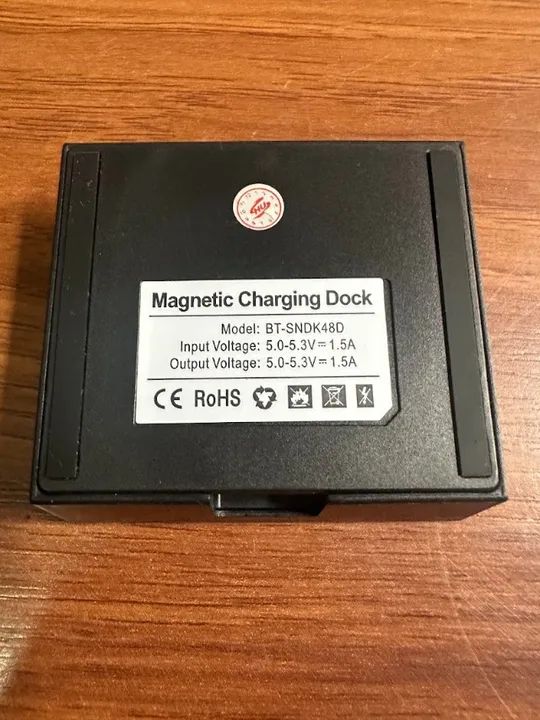 HU
Magnetic Charging Dock
Model: BT-SNDK48D
Input Voltage: 5.0-5.3V⎓1.5A
Output Voltage: 5.0-5.3V⎓1.5A
CE RoHS